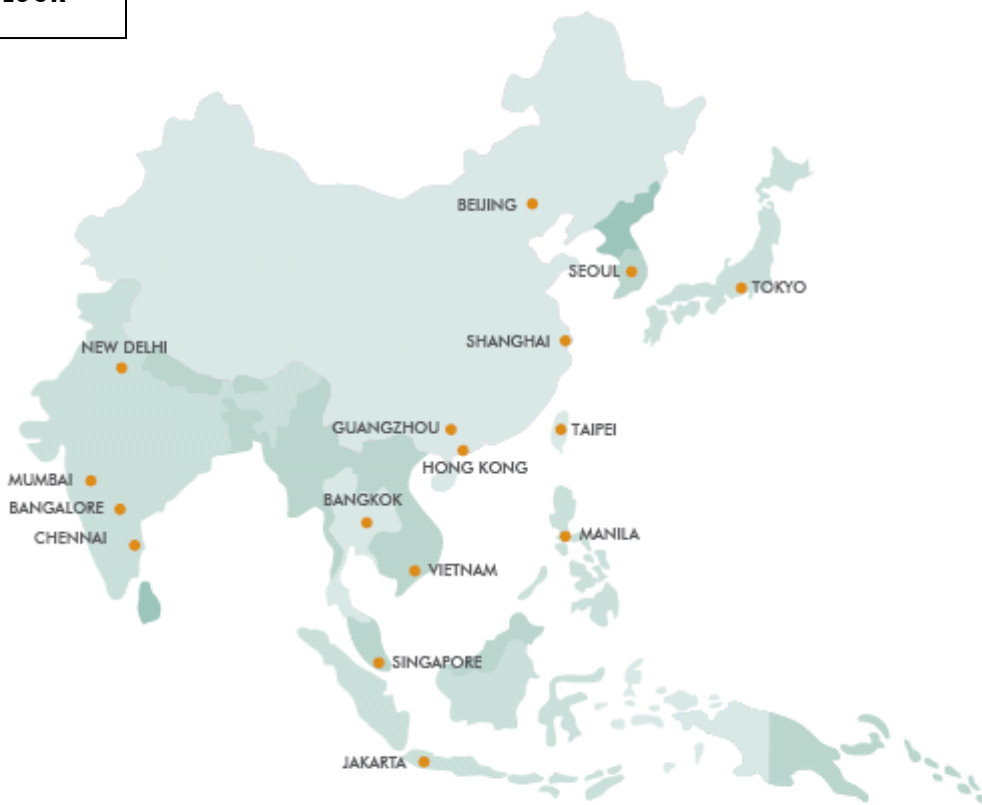 BEIJING
SEOUL
TOKYO
SHANGHAI
NEW DELHI
GUANGZHOU
TAIPEI
HONG KONG
MUMBAI
BANGKOK
BANGALORE
CHENNAI
MANILA
VIETNAM
SINGAPORE
JAKARTA